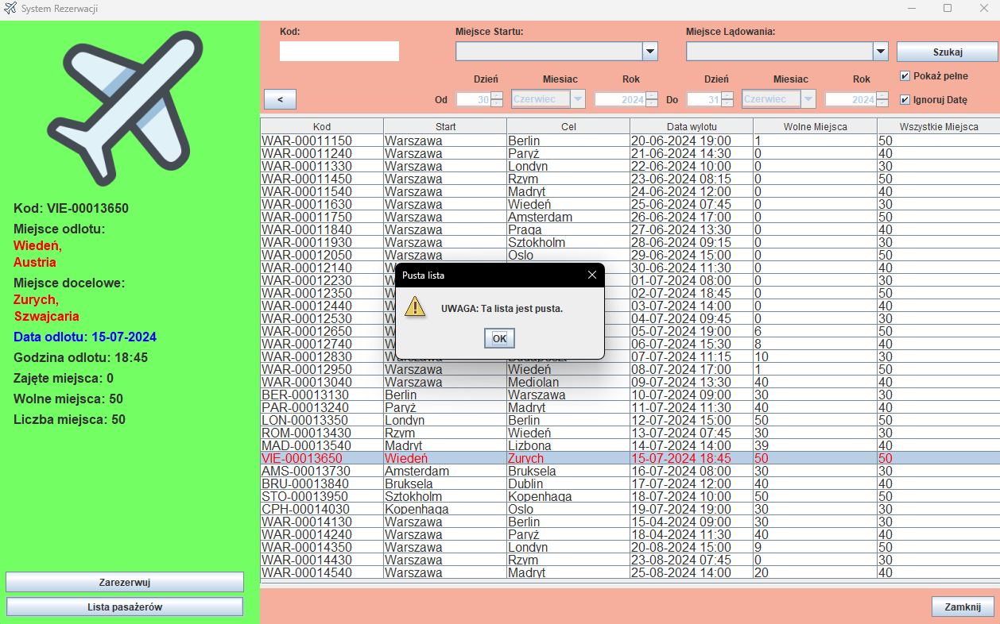 System Rezerwacji
Kod: VIE-00013650
Miejsce odlotu:
Wiedeń,
Austria
Miejsce docelowe:
Zurych,
Szwajcaria
Data odlotu: 15-07-2024
Godzina odlotu: 18:45
Zajęte miejsca: 0
Wolne miejsca: 50
Liczba miejsca: 50
Zarezerwuj
Lista pasażerów
Kod: Miejsce Startu: Miejsce Lądowania:
Szukaj
Dzień Miesiac Rok Dzień Miesiac Rok Pokaż pełne
< Od 30 Czerwiec 2024 Do 31 Czerwiec 2024 Ignoruj Datę
Kod Start Cel Data wylotu Wolne Miejsca Wszystkie Miejsca
WAR-00011150 Warszawa Berlin 20-06-2024 19:00 1 50
WAR-00011240 Warszawa Paryż 21-06-2024 14:30 0 40
WAR-00011330 Warszawa Londyn 22-06-2024 10:00 0 30
WAR-00011450 Warszawa Rzym 23-06-2024 08:15 0 50
WAR-00011540 Warszawa Madryt 24-06-2024 12:00 0 40
WAR-00011630 Warszawa Wiedeń 25-06-2024 07:45 0 30
WAR-00011750 Warszawa Amsterdam 26-06-2024 17:00 0 50
WAR-00011840 Warszawa Praga 27-06-2024 13:30 0 40
WAR-00011930 Warszawa Sztokholm 28-06-2024 09:15 0 30
WAR-00012050 Warszawa Oslo 29-06-2024 15:00 0 50
WAR-00012140 30-06-2024 11:30 0 40
WAR-00012230 01-07-2024 08:00 0 30
WAR-00012350 02-07-2024 18:45 0 50
WAR-00012440 03-07-2024 14:00 0 40
WAR-00012530 04-07-2024 09:45 0 30
WAR-00012650 05-07-2024 19:00 6 50
WAR-00012740 06-07-2024 15:30 8 40
WAR-00012830 07-07-2024 11:15 10 30
WAR-00012950 Warszawa Wiedeń 08-07-2024 17:00 1 50
WAR-00013040 Warszawa Mediolan 09-07-2024 13:30 40 40
BER-00013130 Berlin Warszawa 10-07-2024 09:00 30 30
PAR-00013240 Paryż Madryt 11-07-2024 11:30 40 40
LON-00013350 Londyn Berlin 12-07-2024 15:00 50 50
ROM-00013430 Rzym Wiedeń 13-07-2024 07:45 30 30
MAD-00013540 Madryt Lizbona 14-07-2024 14:00 39 40
VIE-00013650 Wiedeń Zurych 15-07-2024 18:45 50 50
AMS-00013730 Amsterdam Bruksela 16-07-2024 08:00 30 30
BRU-00013840 Bruksela Dublin 17-07-2024 12:00 40 40
STO-00013950 Sztokholm Kopenhaga 18-07-2024 10:00 50 50
CPH-00014030 Kopenhaga Oslo 19-07-2024 19:00 30 30
WAR-00014130 Warszawa Berlin 15-04-2024 09:00 30 30
WAR-00014240 Warszawa Paryż 18-04-2024 11:30 40 40
WAR-00014350 Warszawa Londyn 20-08-2024 15:00 9 50
WAR-00014430 Warszawa Rzym 23-08-2024 07:45 0 30
WAR-00014540 Warszawa Madryt 25-08-2024 14:00 20 40
Zamknij
Pusta lista
UWAGA: Ta lista jest pusta.
OK